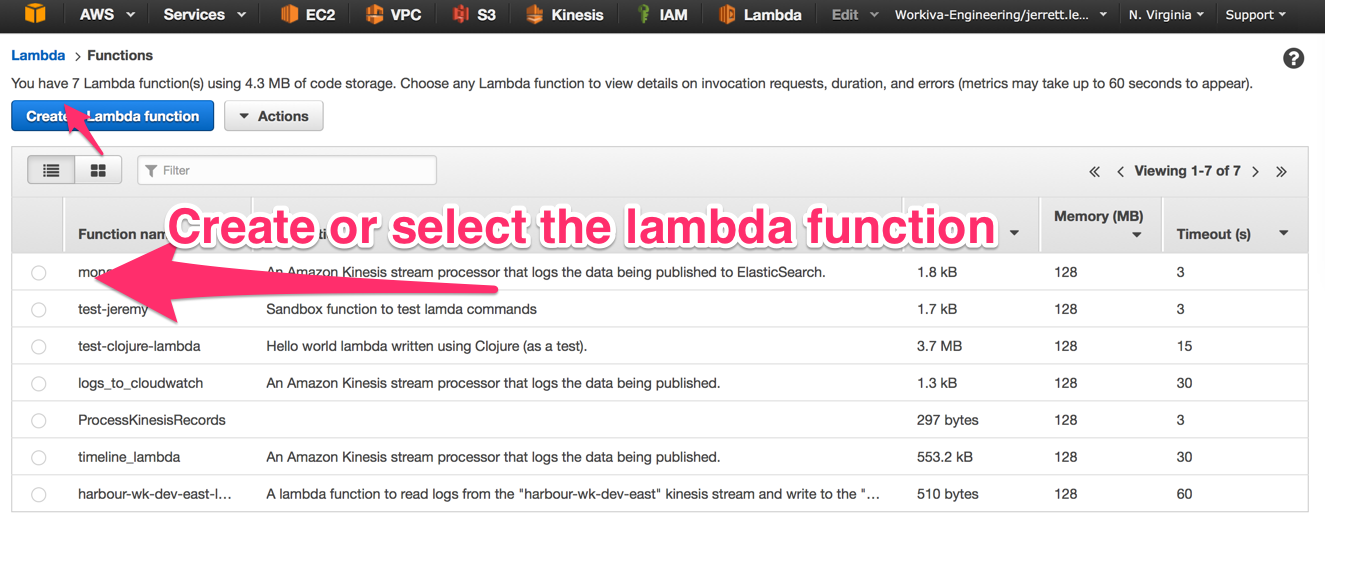 AWS Services EC2 VPC S3 Kinesis IAM Lambda Edit Workiva-Engineering/jerrett.le... N. Virginia Support
Lambda > Functions
?
You have 7 Lambda function(s) using 4.3 MB of code storage. Choose any Lambda function to view details on invocation requests, duration, and errors (metrics may take up to 60 seconds to appear).
Lambda function Actions
Filter « < Viewing 1-7 of 7 > »
Create or select the lambda function
Function Memory (MB) Timeout (s)
An Amazon Kinesis stream processor that logs the data being published to ElasticSearch. 1.8 kB 128 3
test-jeremy Sandbox function to test lamda commands 1.7 kB 128 3
test-clojure-lambda Hello world lambda written using Clojure (as a test). 3.7 MB 128 15
logs_to_cloudwatch An Amazon Kinesis stream processor that logs the data being published. 1.3 kB 128 30
ProcessKinesisRecords 297 bytes 128 3
timeline_lambda An Amazon Kinesis stream processor that logs the data being published. 553.2 kB 128 30
harbour-wk-dev-east-l... A lambda function to read logs from the "harbour-wk-dev-east" kinesis stream and write to the "... 510 bytes 128 60